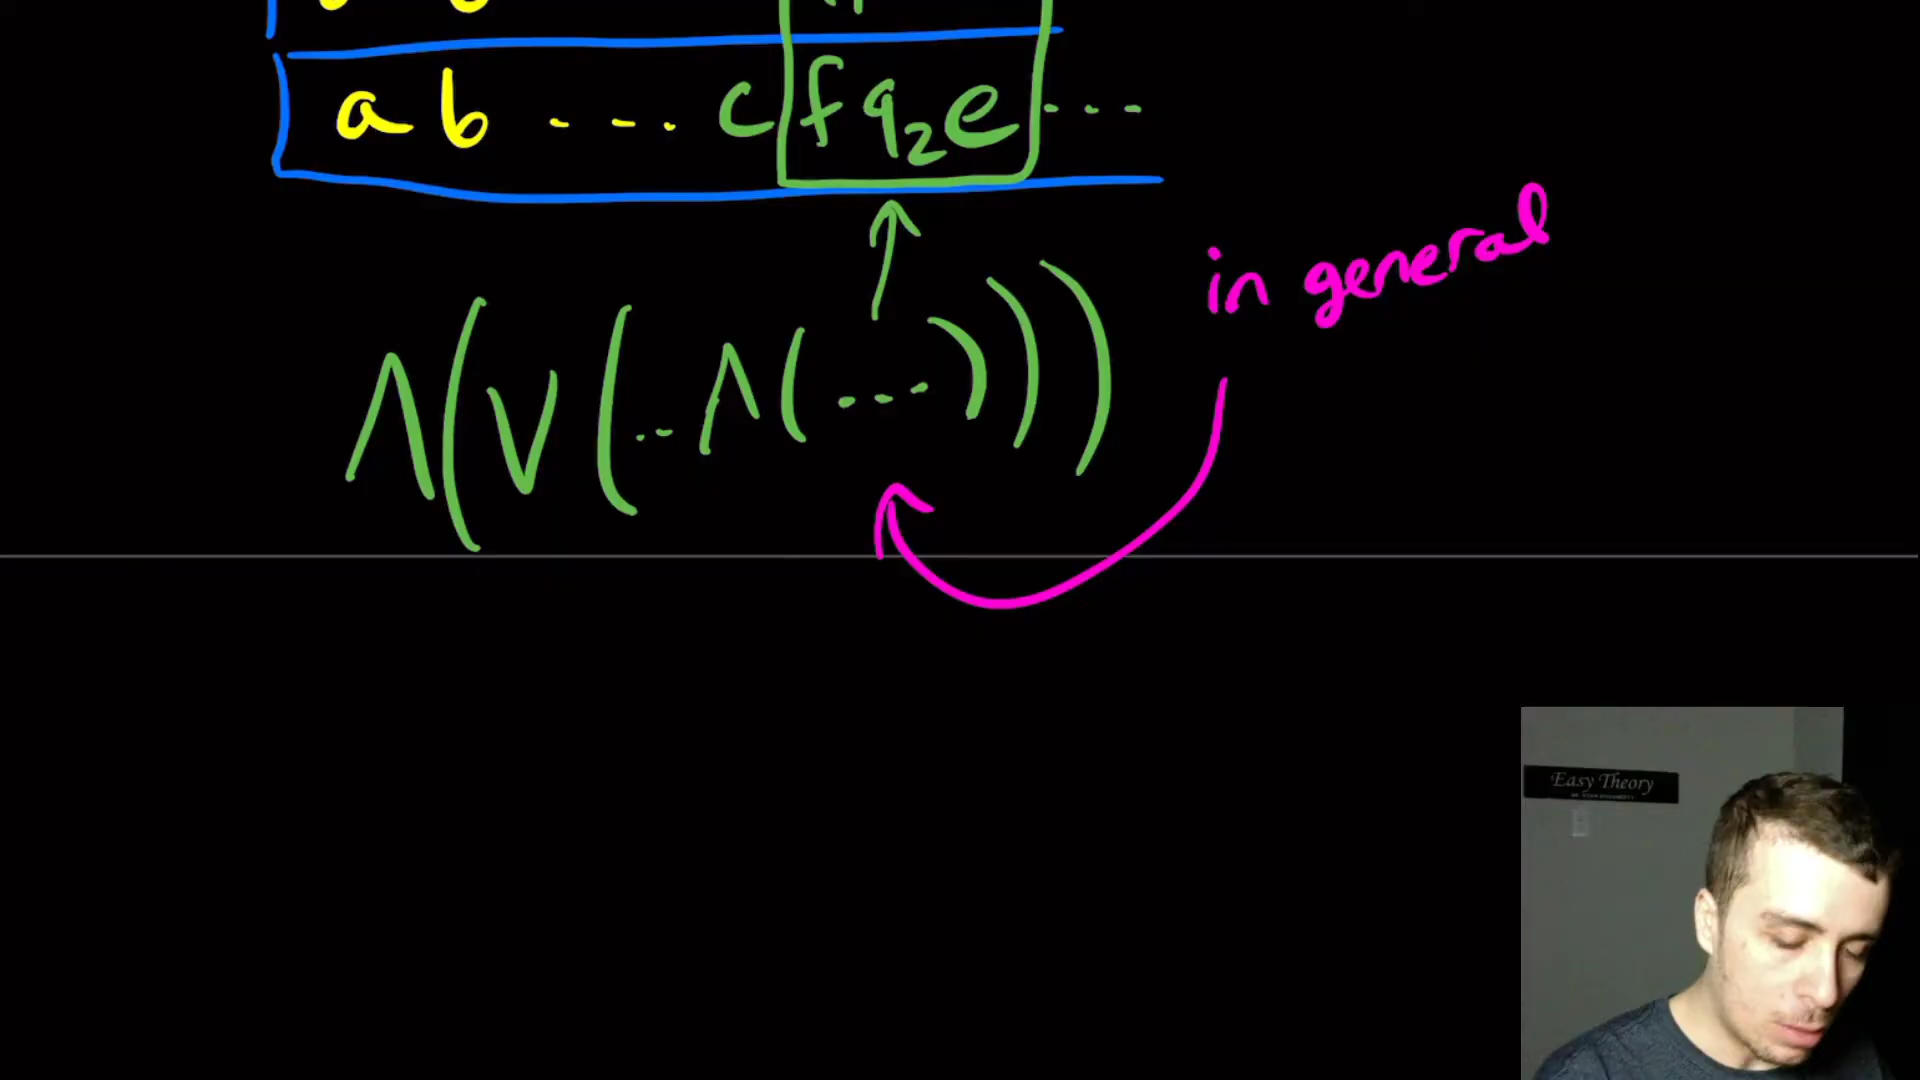 a b ... c f q₂ e ...
in general
Λ(V(..Λ(...)))
Easy Theory